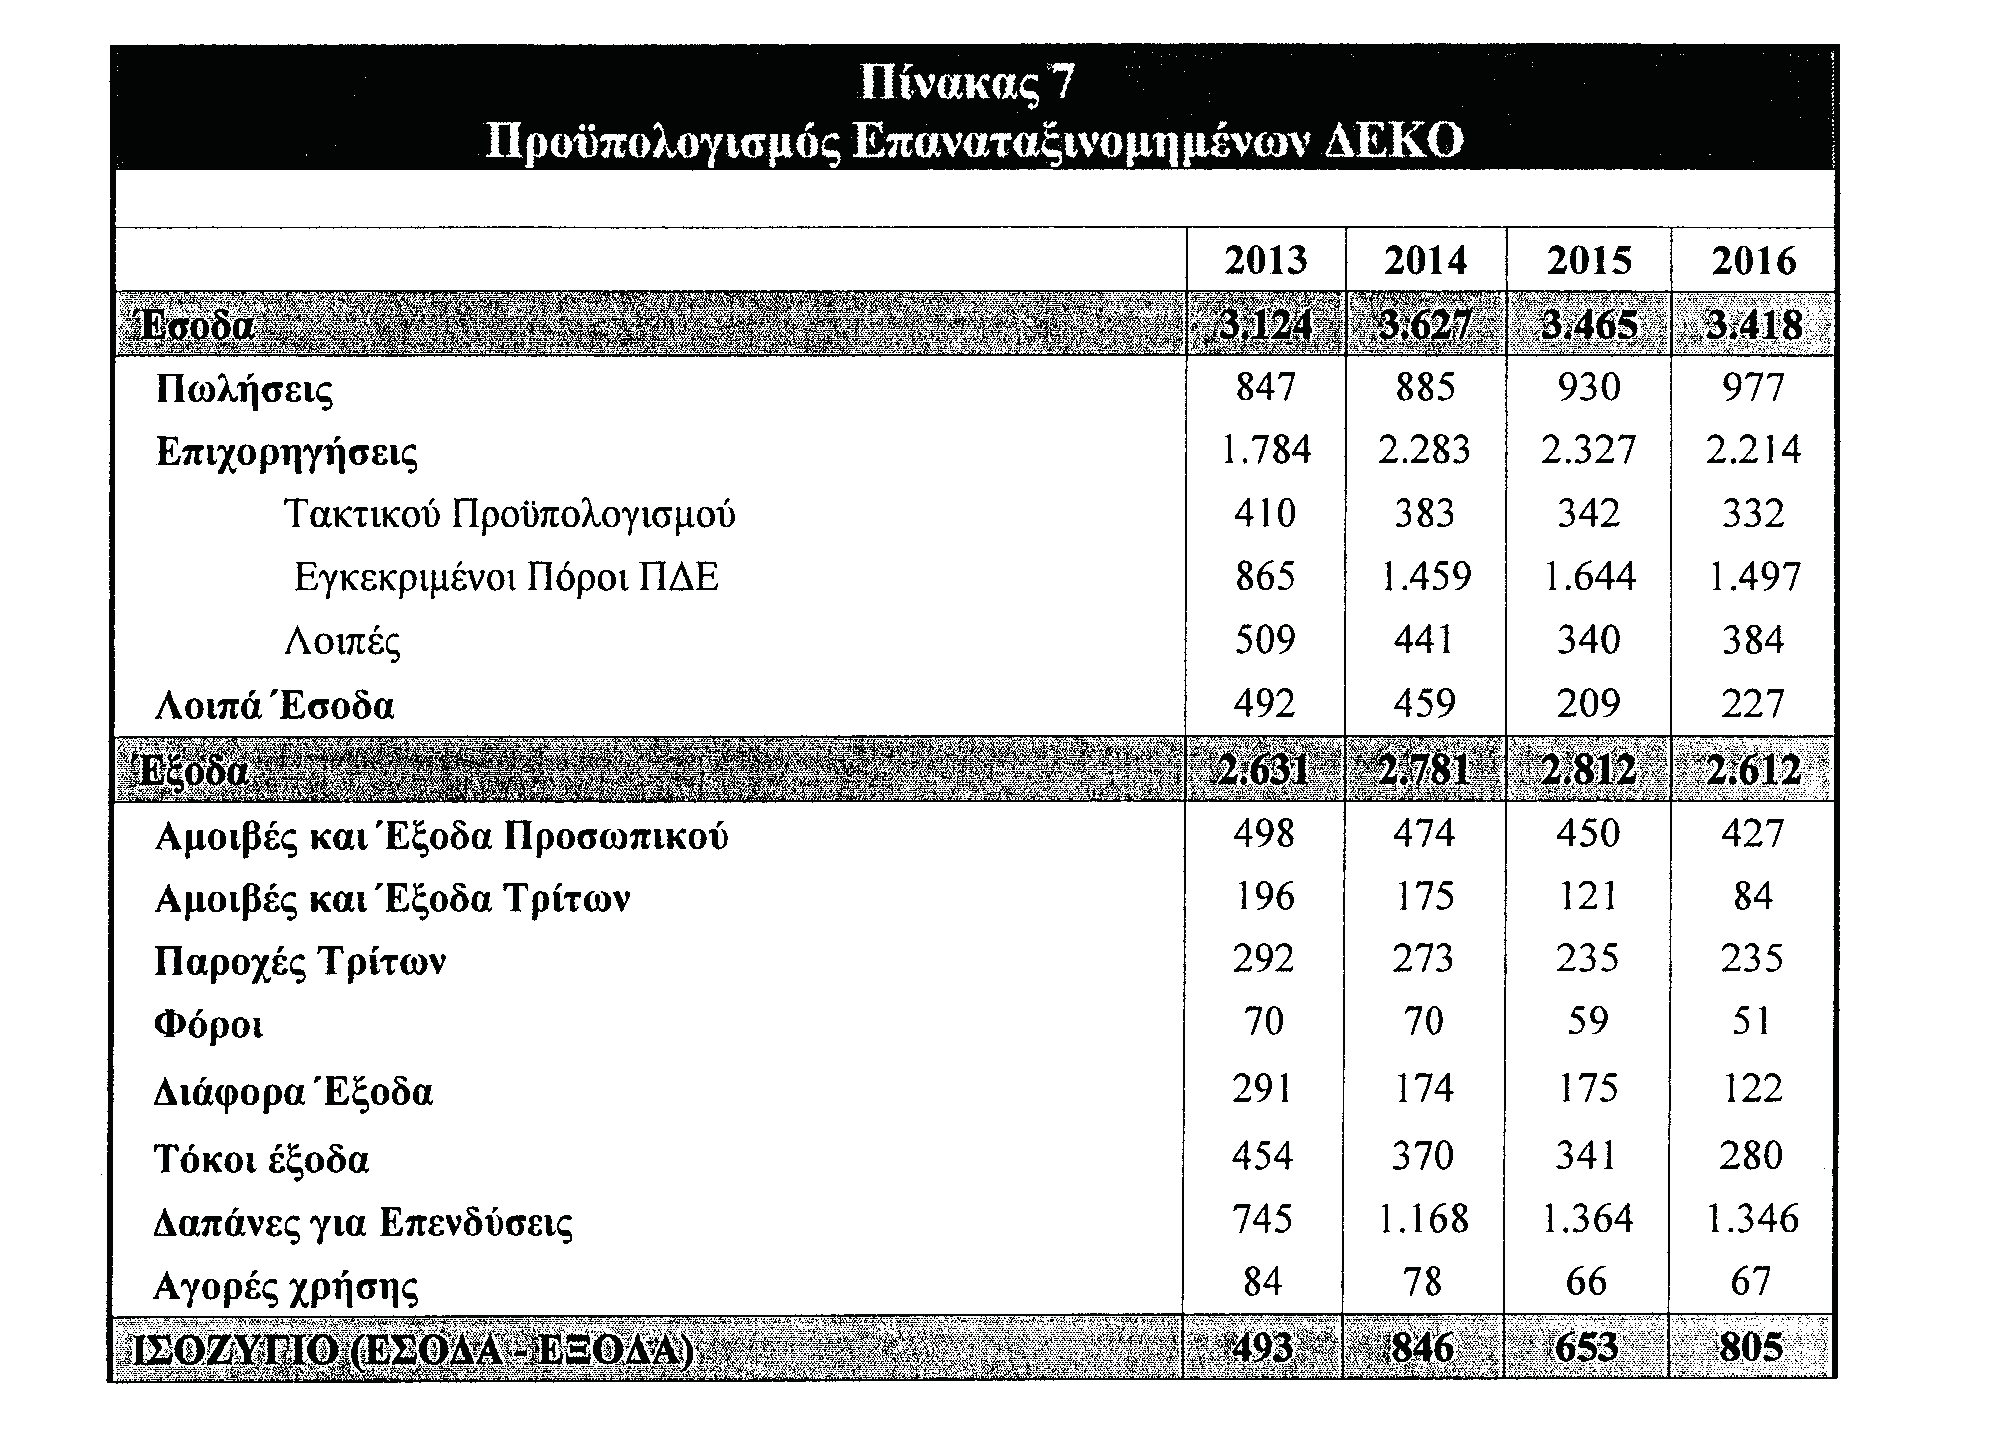 Πίνακας 7
Προϋπολογισμός Επαναταξινομημένων ΔΕΚΟ
2013 2014 2015 2016
Έσοδα 3.124 3.627 3.465 3.418
Πωλήσεις 847 885 930 977
Επιχορηγήσεις 1.784 2.283 2.327 2.214
Τακτικού Προϋπολογισμού 410 383 342 332
Εγκεκριμένοι Πόροι ΠΔΕ 865 1.459 1.644 1.497
Λοιπές 509 441 340 384
Λοιπά Έσοδα 492 459 209 227
Έξοδα 2.631 2.781 2.812 2.612
Αμοιβές και Έξοδα Προσωπικού 498 474 450 427
Αμοιβές και Έξοδα Τρίτων 196 175 121 84
Παροχές Τρίτων 292 273 235 235
Φόροι 70 70 59 51
Διάφορα Έξοδα 291 174 175 122
Τόκοι έξοδα 454 370 341 280
Δαπάνες για Επενδύσεις 745 1.168 1.364 1.346
Αγορές χρήσης 84 78 66 67
ΙΣΟΖΥΓΙΟ (ΕΣΟΔΑ - ΕΞΟΔΑ) 493 846 653 805